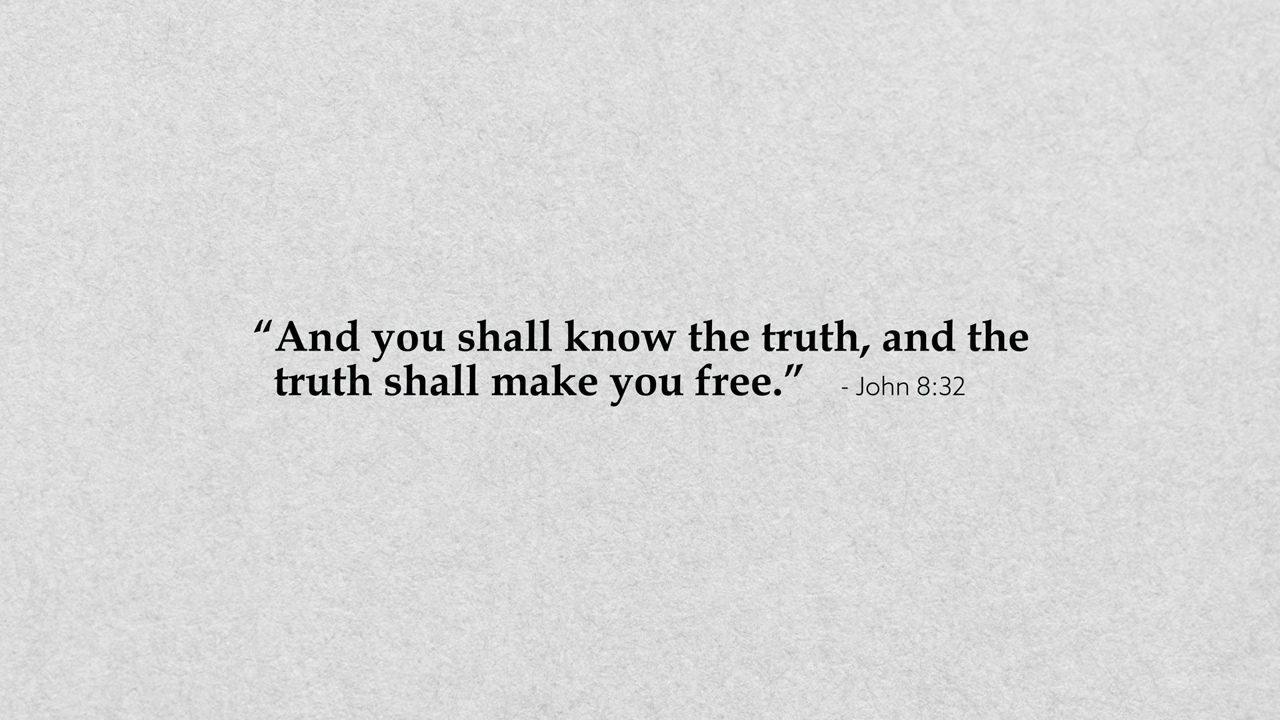 “And you shall know the truth, and the
truth shall make you free.” - John 8:32